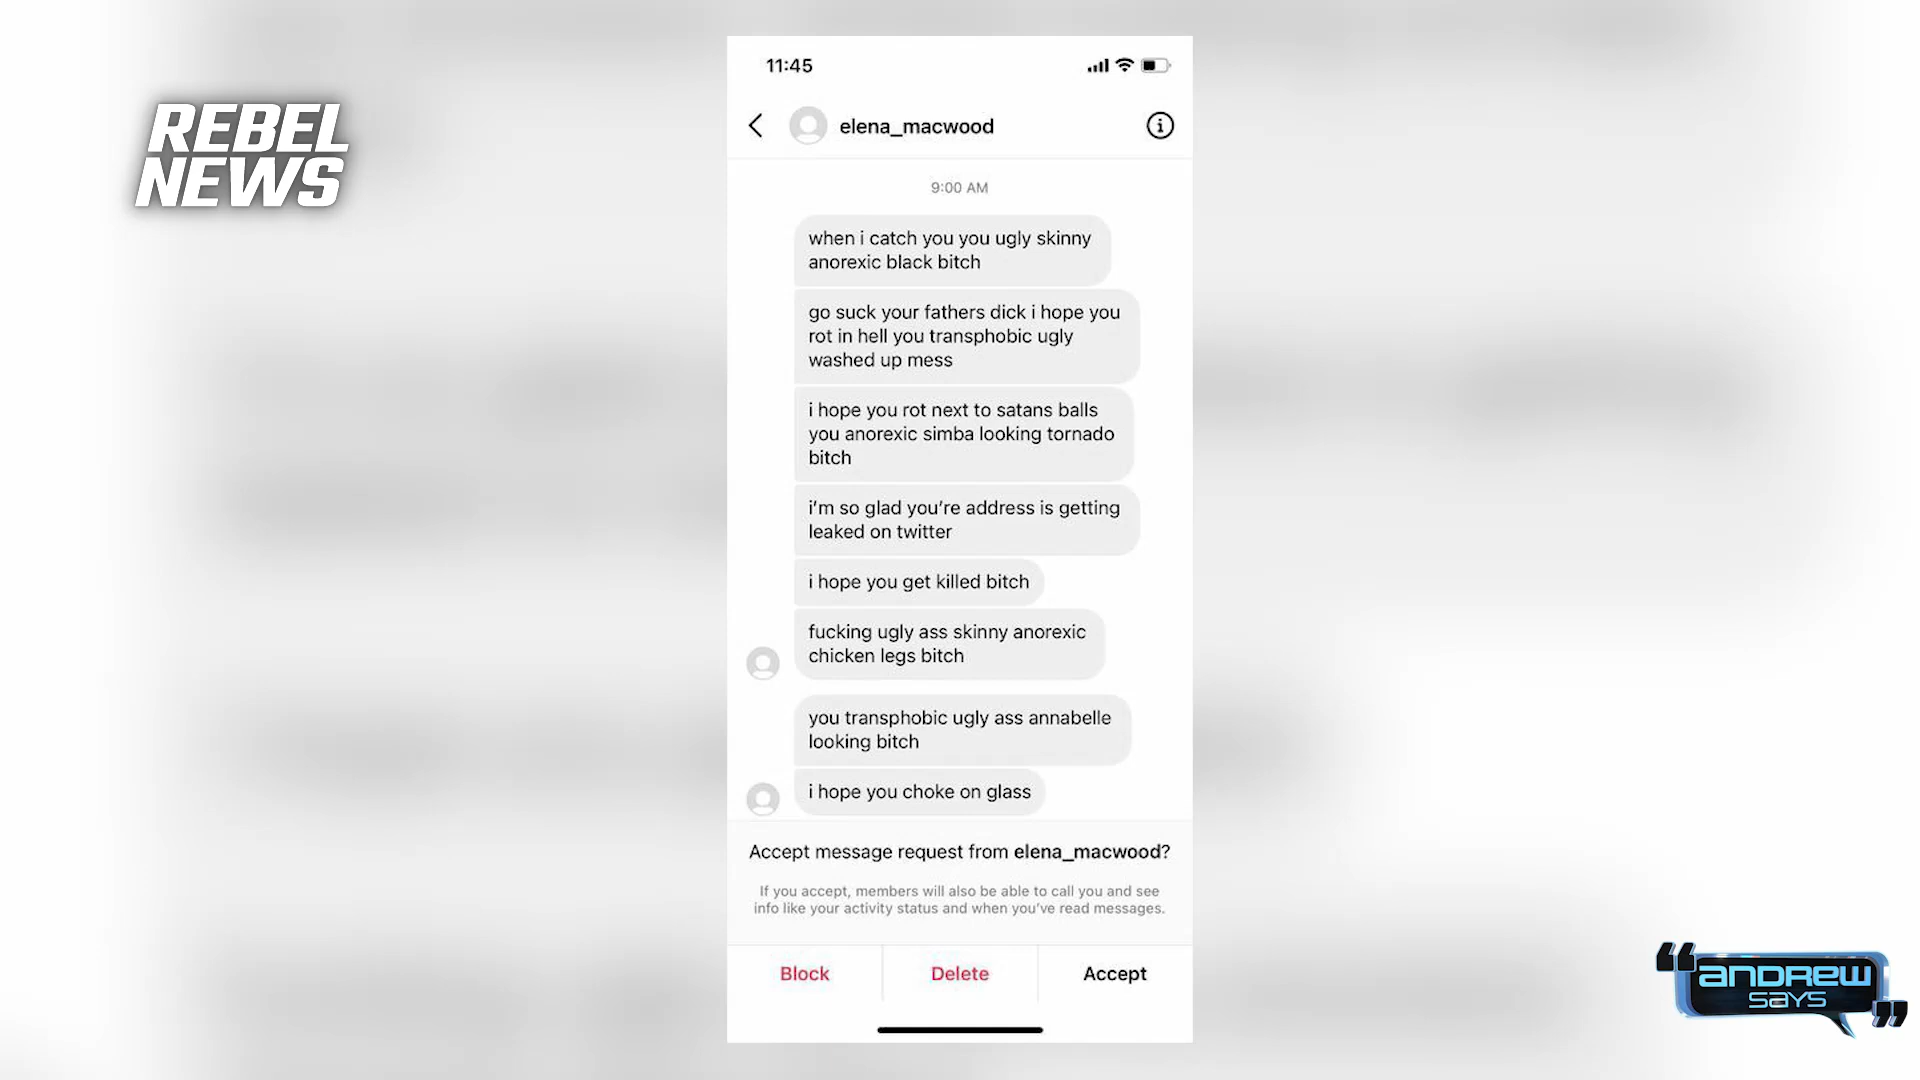 REBEL
NEWS
11:45
elena_macwood
9:00 AM
when i catch you you ugly skinny
anorexic black bitch
go suck your fathers dick i hope you
rot in hell you transphobic ugly
washed up mess
i hope you rot next to satans balls
you anorexic simba looking tornado
bitch
i'm so glad you're address is getting
leaked on twitter
i hope you get killed bitch
fucking ugly ass skinny anorexic
chicken legs bitch
you transphobic ugly ass annabelle
looking bitch
i hope you choke on glass
Accept message request from elena_macwood?
If you accept, members will also be able to call you and see
info like your activity status and when you've read messages.
Block Delete Accept
"ANDREW
SAYS"